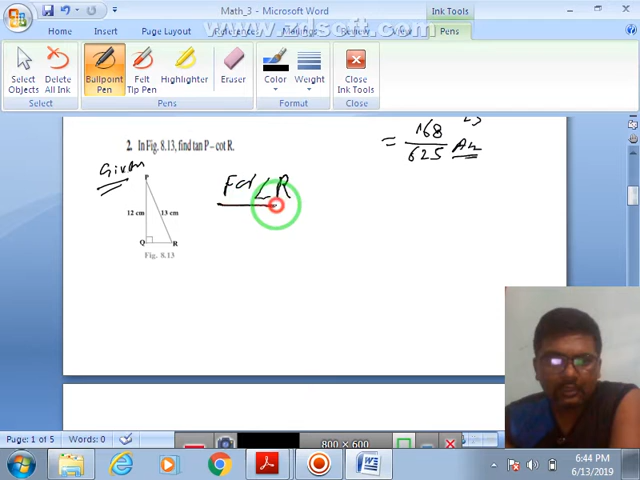 www.zdsoft.com
Math_3 - Microsoft Word
Ink Tools
Home Insert Page Layout References Mailings Review View Pens
Select Objects
Delete All Ink
Ballpoint Pen
Felt Tip Pen
Highlighter
Eraser
Color
Weight
Close Ink Tools
Select
Pens
Format
Close
= 168
625
2. In Fig. 8.13, find tan P – cot R.
Given
For ∠ R
P
12 cm
13 cm
Q
R
Fig. 8.13
Page: 1 of 5
Words: 0
800 × 600
6:44 PM
6/13/2019